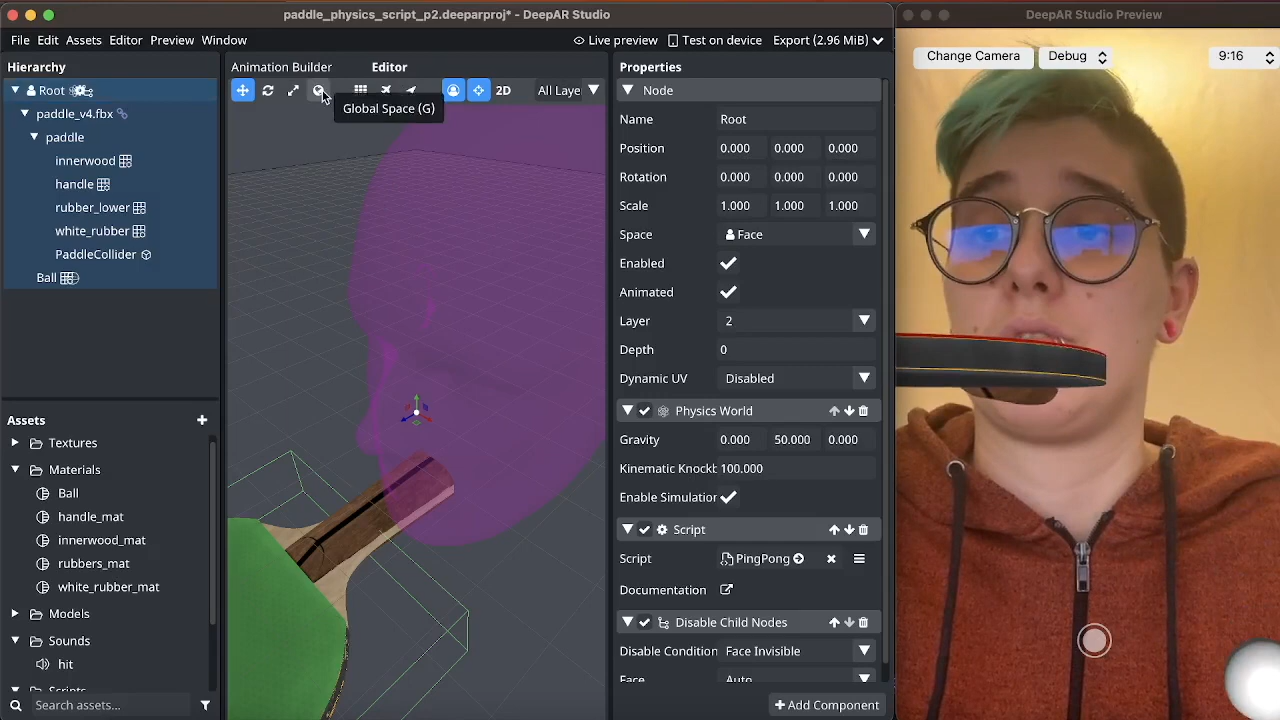 paddle_physics_script_p2.deeparproj* - DeepAR Studio
DeepAR Studio Preview
File Edit Assets Editor Preview Window
Live preview Test on device Export (2.96 MiB)
Change Camera Debug 9:16
Hierarchy
Root
paddle_v4.fbx
paddle
innerwood
handle
rubber_lower
white_rubber
PaddleCollider
Ball
Assets +
Textures
Materials
Ball
handle_mat
innerwood_mat
rubbers_mat
white_rubber_mat
Models
Sounds
hit
Scripts
Search assets...
Animation Builder Editor
2D All Laye
Global Space (G)
Properties
Node
Name Root
Position 0.000 0.000 0.000
Rotation 0.000 0.000 0.000
Scale 1.000 1.000 1.000
Space Face
Enabled
Animated
Layer 2
Depth 0
Dynamic UV Disabled
Physics World
Gravity 0.000 50.000 0.000
Kinematic Knockt 100.000
Enable Simulation
Script
Script PingPong
Documentation
Disable Child Nodes
Disable Condition Face Invisible
Face Auto
+ Add Component